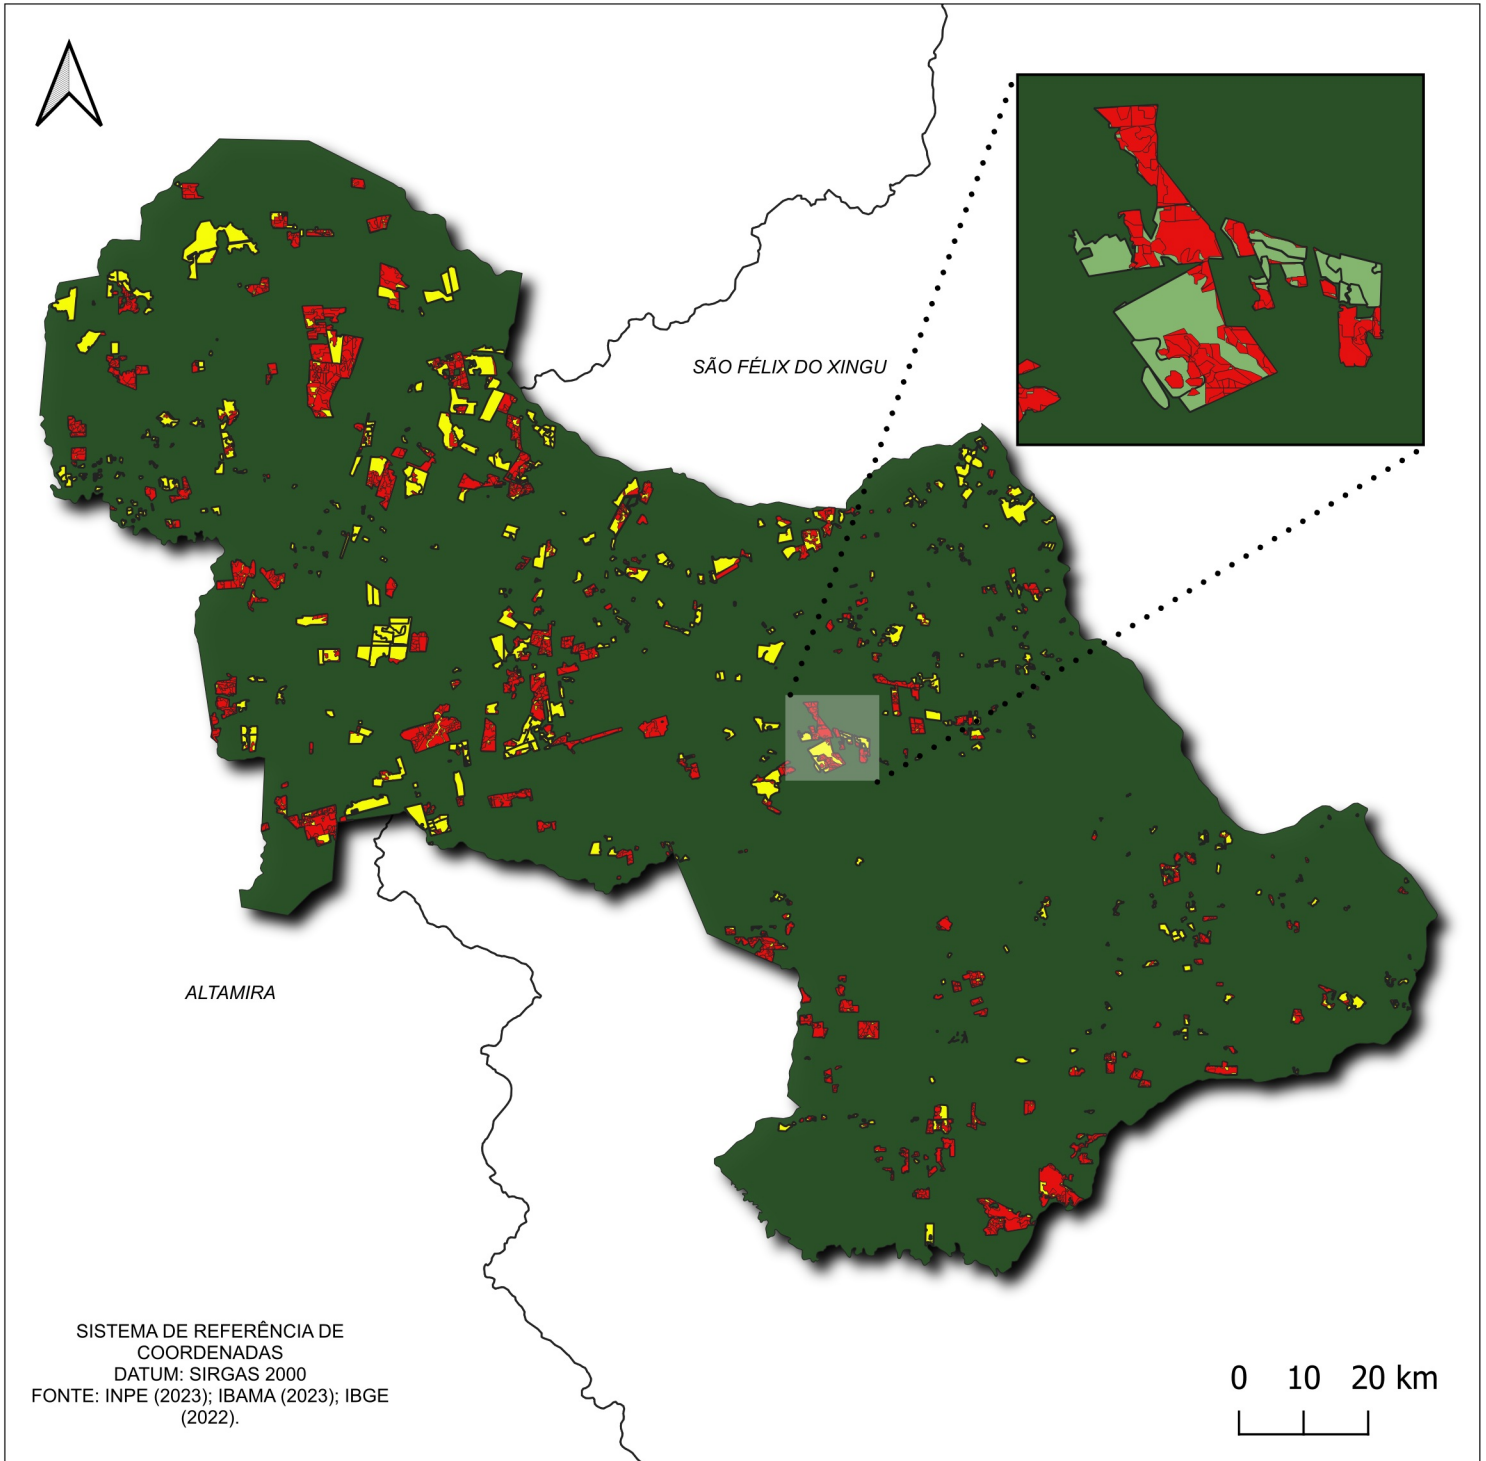 SÃO FÉLIX DO XINGU
ALTAMIRA
SISTEMA DE REFERÊNCIA DE
COORDENADAS
DATUM: SIRGAS 2000
FONTE: INPE (2023); IBAMA (2023); IBGE
(2022).
0 10 20 km